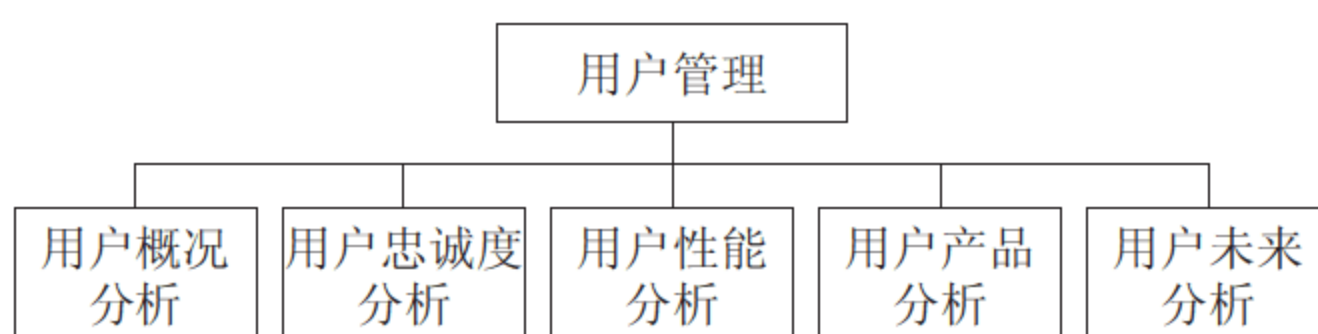 用户管理
用户概况
分析
用户忠诚度
分析
用户性能
分析
用户产品
分析
用户未来
分析